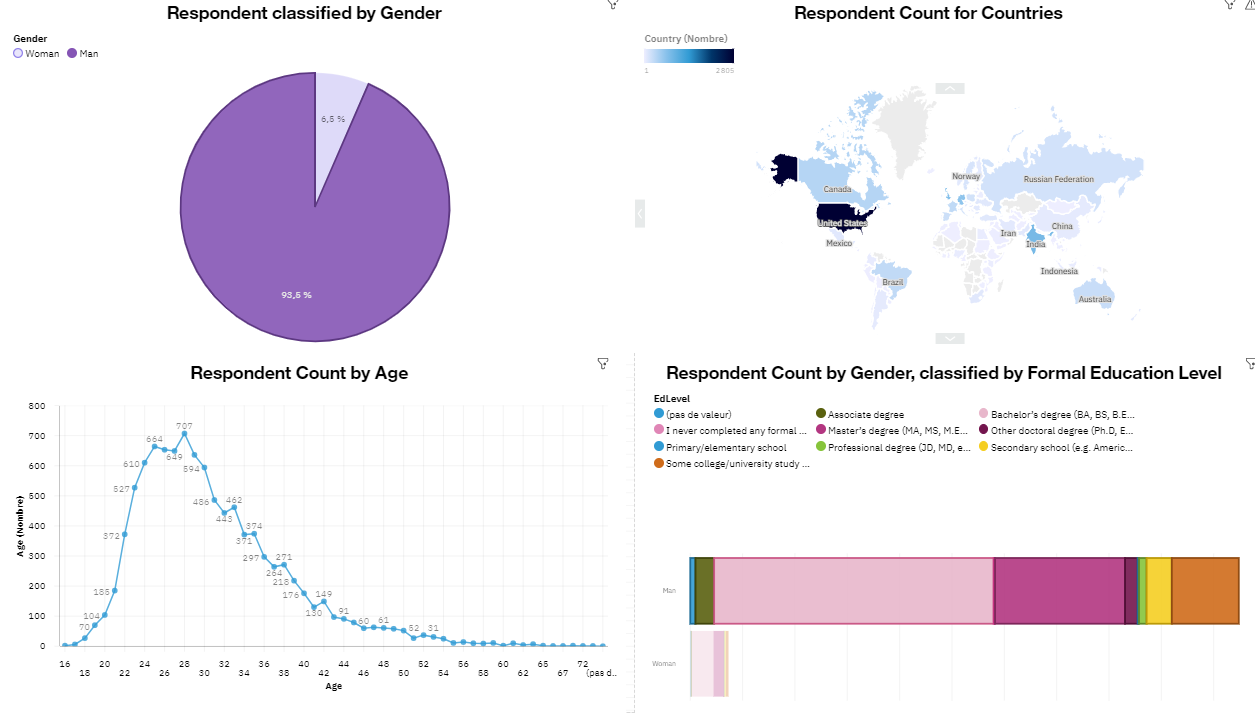 Respondent classified by Gender
Gender
Woman Man
6,5 %
93,5 %
Respondent Count for Countries
Country (Nombre)
1 2805
Canada
Norway
Russian Federation
United States
Mexico
Iran
China
India
Indonesia
Brazil
Australia
Respondent Count by Age
Age (Nombre)
800
700
600
500
400
300
200
100
0
70
104
185
372
527
610
664
649
707
594
486
443
462
371
374
297
264
271
218
176
130
149
91
60
61
52
31
16 20 24 28 32 36 40 44 48 52 56 60 65 72
18 22 26 30 34 38 42 46 50 54 58 62 67 (pas d..
Age
Respondent Count by Gender, classified by Formal Education Level
EdLevel
(pas de valeur) Associate degree Bachelor's degree (BA, BS, B.E...
I never completed any formal ... Master's degree (MA, MS, M.E... Other doctoral degree (Ph.D, E...
Primary/elementary school Professional degree (JD, MD, e... Secondary school (e.g. Americ...
Some college/university study ...
Man
Woman